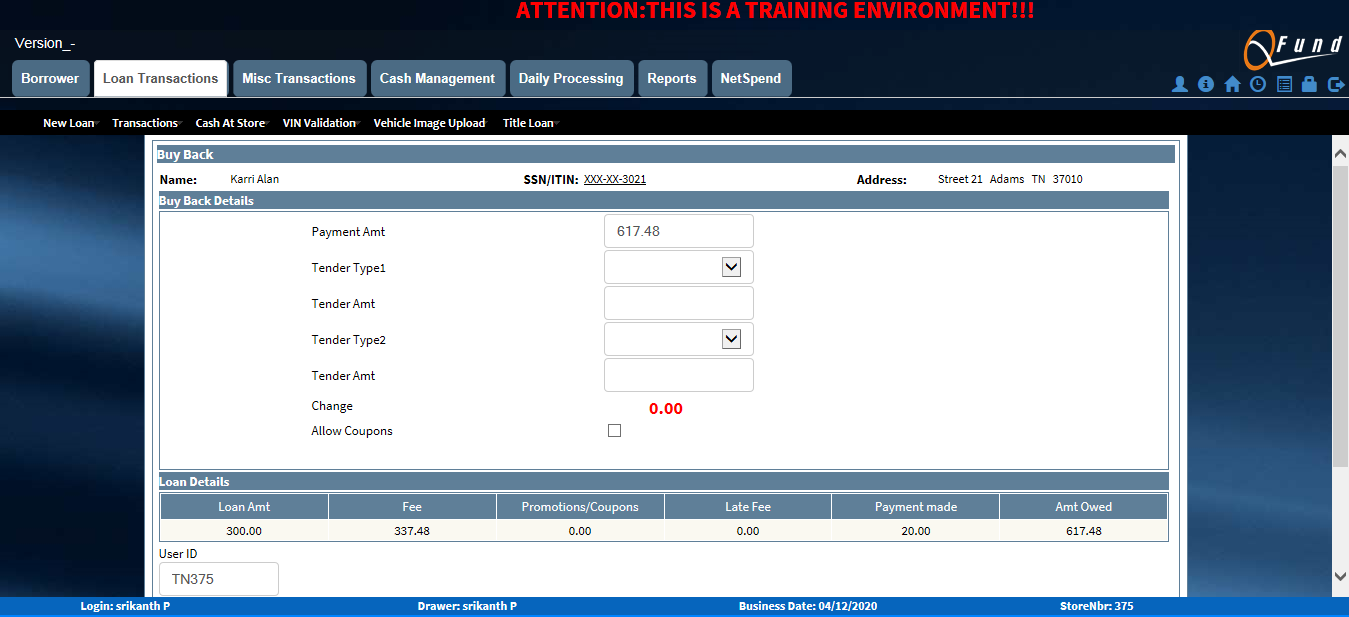 ATTENTION:THIS IS A TRAINING ENVIRONMENT!!!
Version_-
Fund
Borrower Loan Transactions Misc Transactions Cash Management Daily Processing Reports NetSpend
New Loan Transactions Cash At Store VIN Validation Vehicle Image Upload Title Loan
Buy Back
Name: Karri Alan SSN/ITIN: XXX-XX-3021 Address: Street 21 Adams TN 37010
Buy Back Details
Payment Amt 617.48
Tender Type1
Tender Amt
Tender Type2
Tender Amt
Change 0.00
Allow Coupons
Loan Details
Loan Amt Fee Promotions/Coupons Late Fee Payment made Amt Owed
300.00 337.48 0.00 0.00 20.00 617.48
User ID
TN375
Login: srikanth P Drawer: srikanth P Business Date: 04/12/2020 StoreNbr: 375